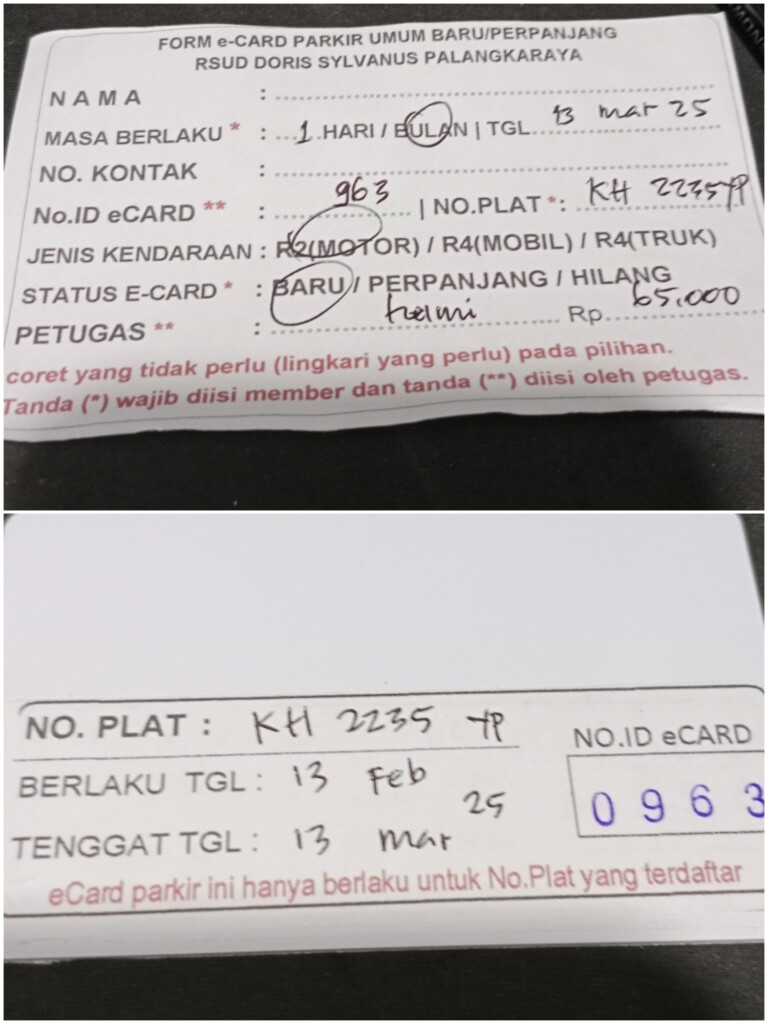 FORM e-CARD PARKIR UMUM BARU/PERPANJANG
RSUD DORIS SYLVANUS PALANGKARAYA
NAMA :
MASA BERLAKU * : 1 HARI / BULAN | TGL 13 mar 25
NO. KONTAK :
No.ID eCARD ** : 963 | NO.PLAT *: KH 2235 YP
JENIS KENDARAAN : R2(MOTOR) / R4(MOBIL) / R4(TRUK)
STATUS E-CARD * : BARU / PERPANJANG / HILANG
PETUGAS ** : helmi Rp. 65.000
coret yang tidak perlu (lingkari yang perlu) pada pilihan.
Tanda (*) wajib diisi member dan tanda (**) diisi oleh petugas.
NO. PLAT : KH 2235 YP
NO.ID eCARD
BERLAKU TGL : 13 Feb
25
0963
TENGGAT TGL : 13 mar
eCard parkir ini hanya berlaku untuk No.Plat yang terdaftar